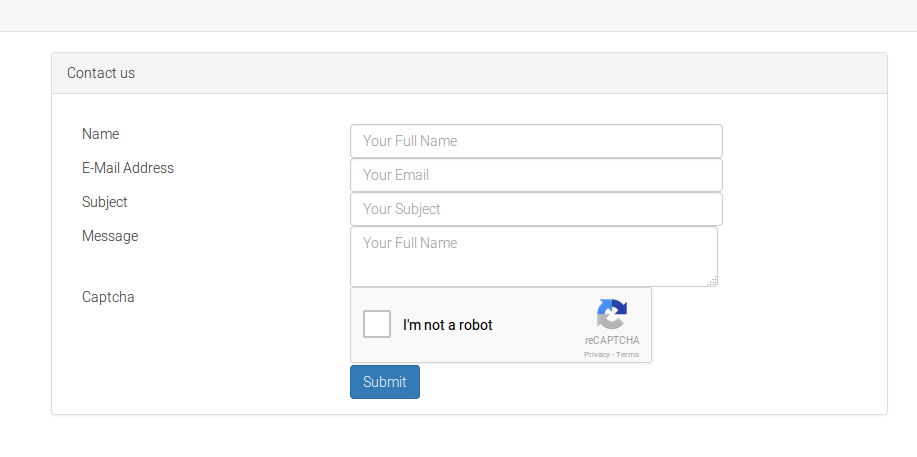 Contact us
Name
Your Full Name
E-Mail Address
Your Email
Subject
Your Subject
Message
Your Full Name
Captcha
I'm not a robot
reCAPTCHA
Privacy - Terms
Submit